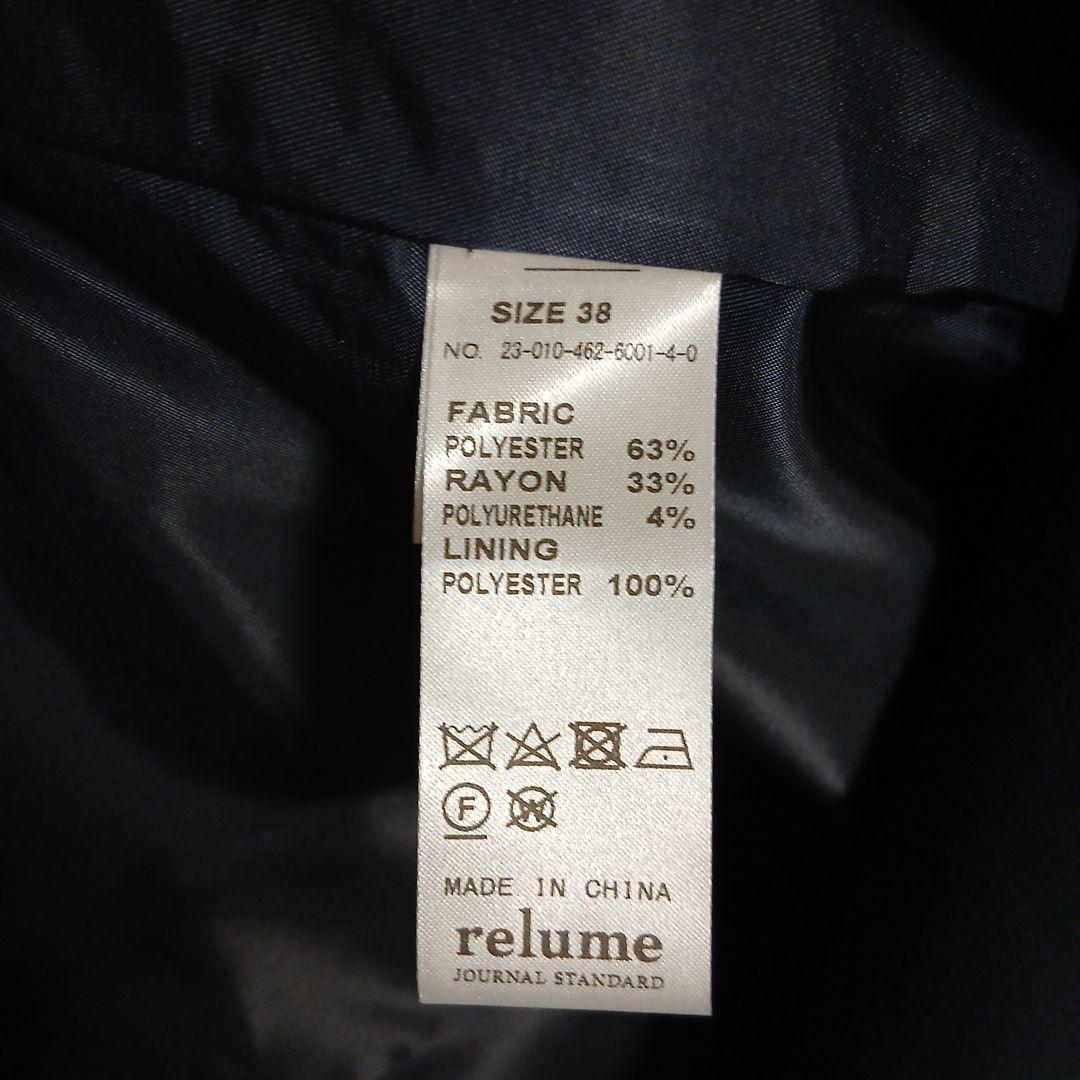 SIZE 38
NO. 23-010-462-6001-4-0
FABRIC
POLYESTER 63%
RAYON 33%
POLYURETHANE 4%
LINING
POLYESTER 100%
F W
MADE IN CHINA
relume
JOURNAL STANDARD